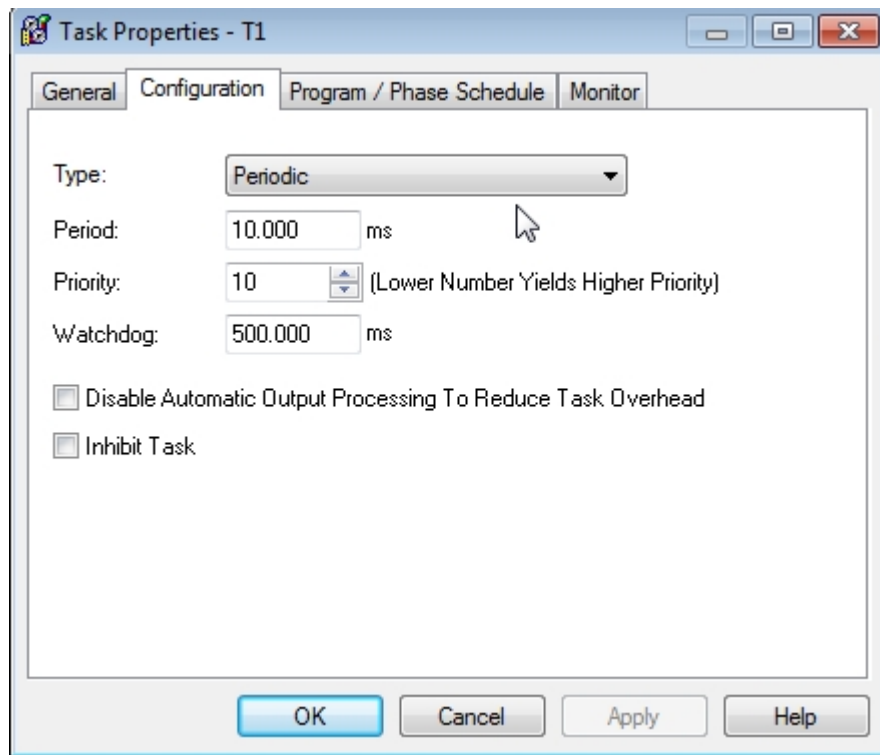 Task Properties - T1
General Configuration Program / Phase Schedule Monitor
Type: Periodic
Period: 10.000 ms
Priority: 10 (Lower Number Yields Higher Priority)
Watchdog: 500.000 ms
Disable Automatic Output Processing To Reduce Task Overhead
Inhibit Task
OK Cancel Apply Help